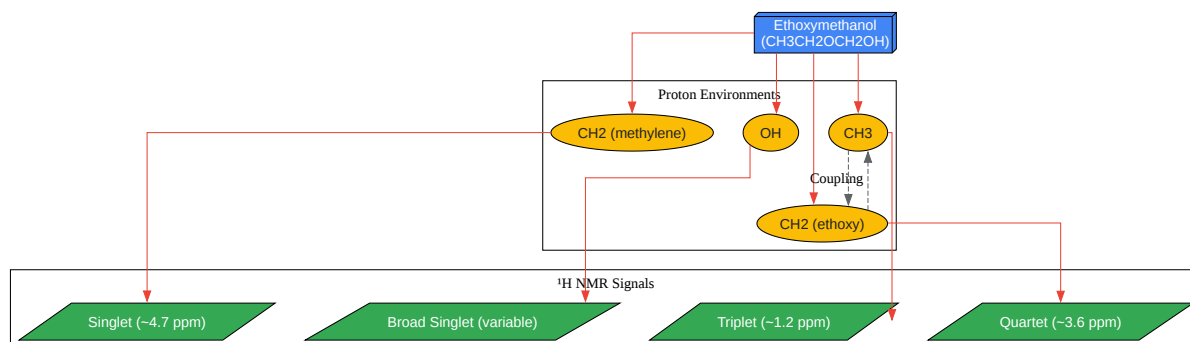 Ethoxymethanol
(CH3CH2OCH2OH)
Proton Environments
CH2 (methylene)
OH
CH3
Coupling
CH2 (ethoxy)
¹H NMR Signals
Singlet (~4.7 ppm)
Broad Singlet (variable)
Triplet (~1.2 ppm)
Quartet (~3.6 ppm)